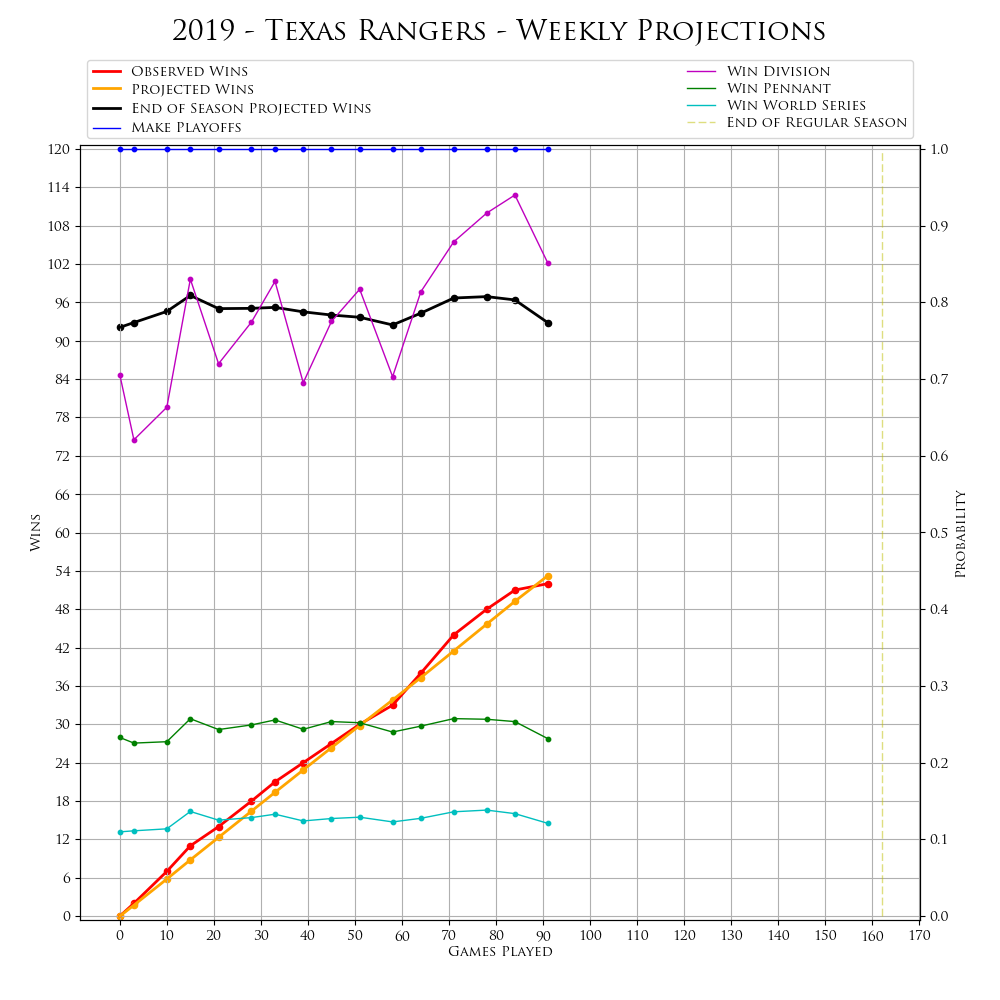 2019 - Texas Rangers - Weekly Projections
Observed Wins
Projected Wins
End of Season Projected Wins
Make Playoffs
Win Division
Win Pennant
Win World Series
End of Regular Season
120
114
108
102
96
90
84
78
72
66
60
54
48
42
36
30
24
18
12
6
0
Wins
1.0
0.9
0.8
0.7
0.6
0.5
0.4
0.3
0.2
0.1
0.0
Probability
0 10 20 30 40 50 60 70 80 90 100 110 120 130 140 150 160 170
Games Played